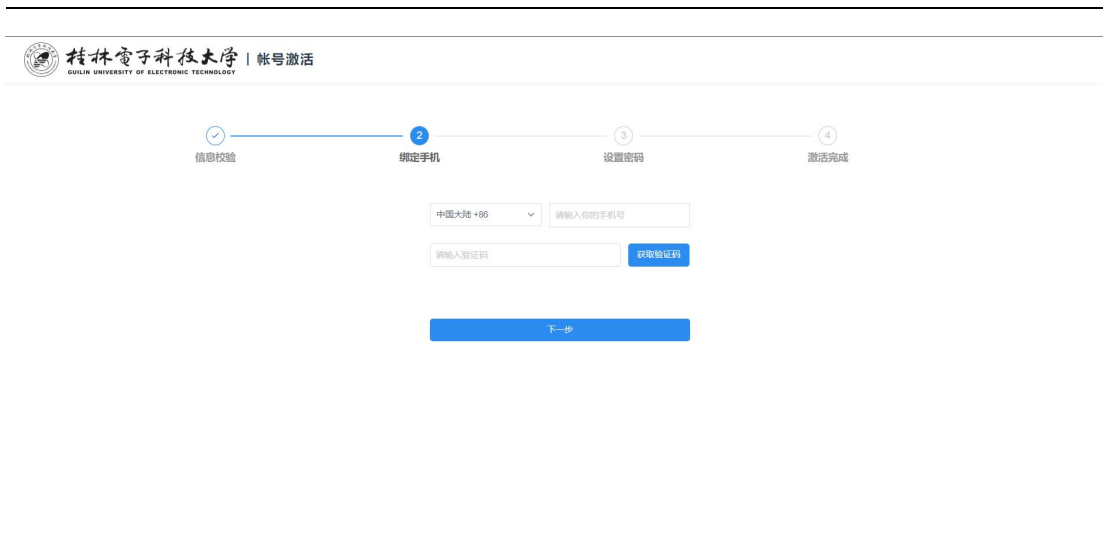 桂林電子科技大学 | 帐号激活
GUILIN UNIVERSITY OF ELECTRONIC TECHNOLOGY
2 3 4
信息校验 绑定手机 设置密码 激活完成
中国大陆 +86 请输入你的手机号
请输入验证码 获取验证码
下一步